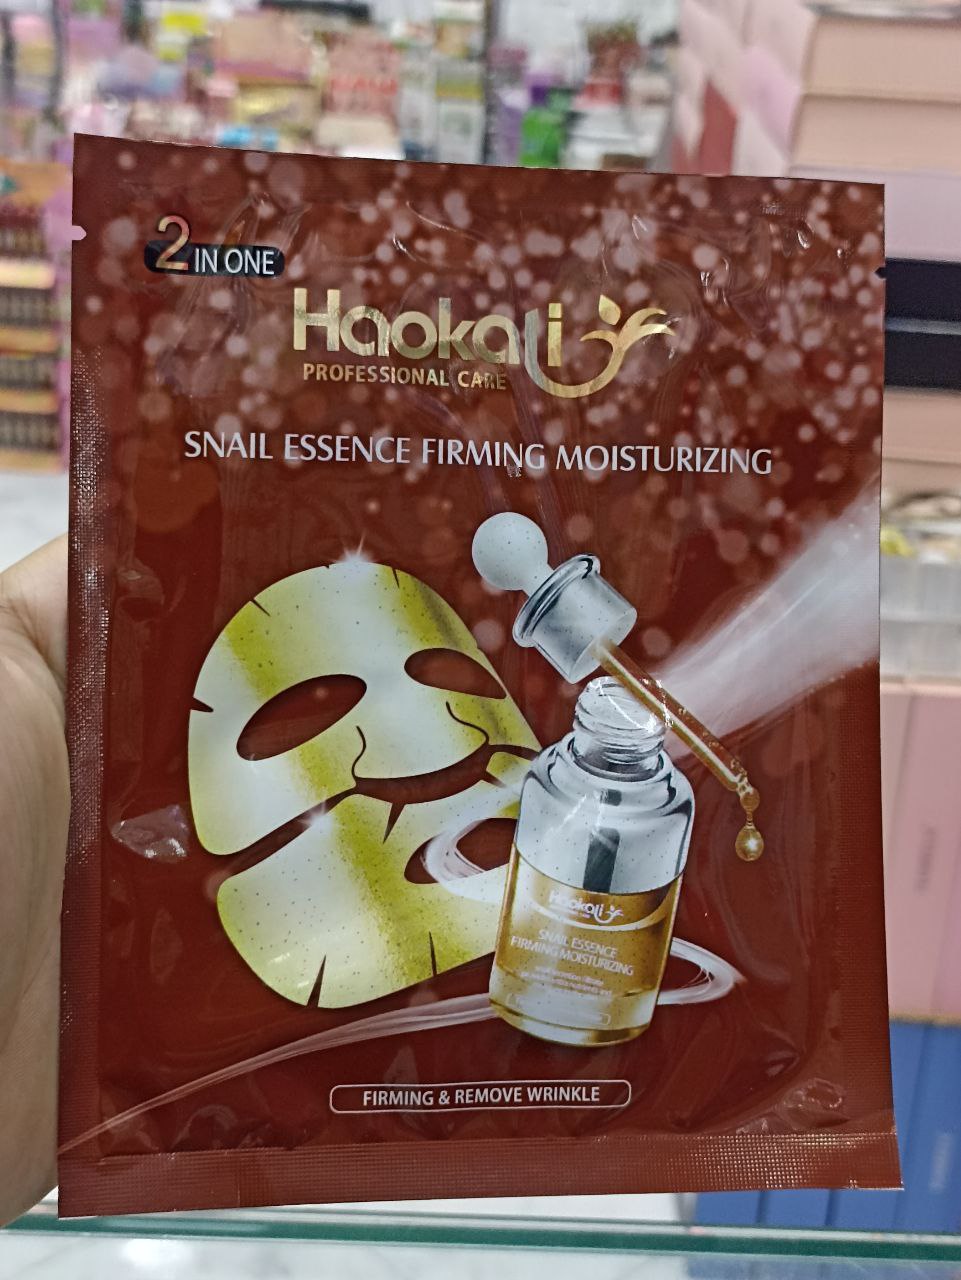 2 IN ONE
Haokali
PROFESSIONAL CARE
SNAIL ESSENCE FIRMING MOISTURIZING
Haokali
SNAIL ESSENCE
FIRMING MOISTURIZING
FIRMING & REMOVE WRINKLE